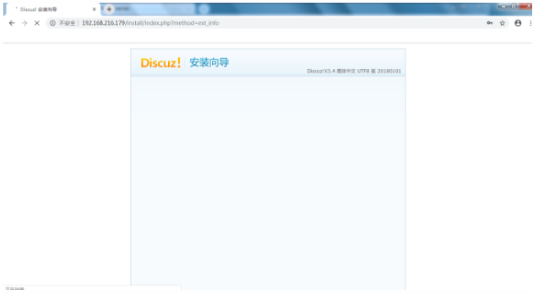 Discuz! 安装向导
不安全 | 192.168.216.179/install/index.php?method=ext_info
Discuz! 安装向导
Discuz!X3.4 简体中文 UTF8 版 20180101